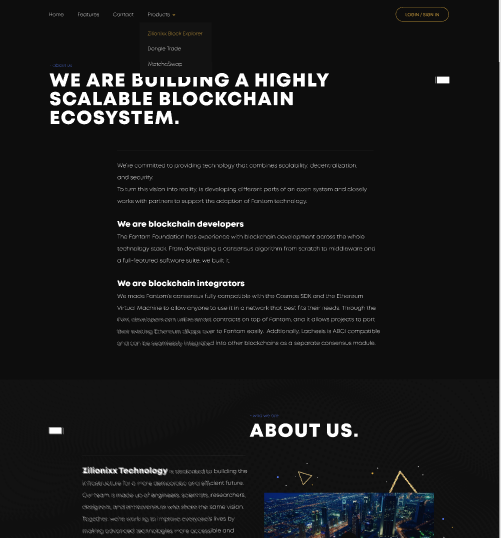 Home Features Contact Products
LOGIN / SIGN IN
Zilionixx Block Explorer
Dongle Trade
MatchaSwap
ABOUT US
WE ARE BUILDING A HIGHLY
SCALABLE BLOCKCHAIN
ECOSYSTEM.
We're committed to providing technology that combines scalability, decentralization,
and security.
To turn this vision into reality, is developing different parts of an open system and closely
works with partners to support the adoption of Fantom technology.
We are blockchain developers
The Fantom Foundation has experience with blockchain development across the whole
technology stack. From developing a consensus algorithm from scratch to middleware and
a full-featured software suite, we built it.
We are blockchain integrators
We made Fantom's consensus fully compatible with the Cosmos SDK and the Ethereum
Virtual Machine to allow anyone to use it in a network that best fits their needs. Through the
EVM, developers can utilize smart contracts on top of Fantom, and it allows projects to port
their existing Ethereum dApps over to Fantom easily. Additionally, Lachesis is ABCI compatible
and can be seamlessly integrated into other blockchains as a separate consensus module.
ABOUT US.
Zilionixx Technology is dedicated to building the
infrastructure for a more democratic and efficient future.
Our team is made up of engineers, scientists, researchers,
designers, and entrepreneurs who share the same vision.
Together, we're working to improve everyone's lives by
making advanced technologies more accessible and